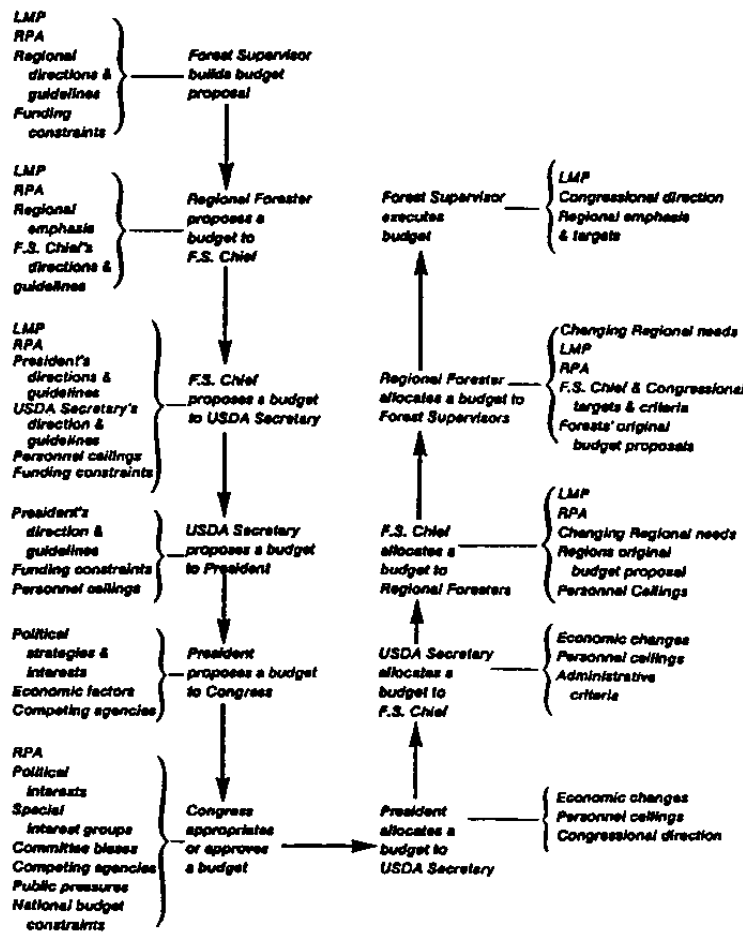 LMP
RPA
Regional
directions &
guidelines
Funding
constraints
Forest Supervisor
builds budget
proposal
LMP
RPA
Regional
emphasis
F.S. Chief's
directions &
guidelines
Regional Forester
proposes a
budget to
F.S. Chief
LMP
RPA
President's
directions &
guidelines
USDA Secretary's
direction &
guidelines
Personnel ceilings
Funding constraints
F.S. Chief
proposes a budget
to USDA Secretary
President's
direction &
guidelines
Funding constraints
Personnel ceilings
USDA Secretary
proposes a budget
to President
Political
strategies &
interests
Economic factors
Competing agencies
President
proposes a budget
to Congress
RPA
Political
interests
Special
interest groups
Committee biases
Competing agencies
Public pressures
National budget
constraints
Congress
appropriates
or approves
a budget
President
allocates a
budget to
USDA Secretary
Economic changes
Personnel ceilings
Congressional direction
USDA Secretary
allocates a
budget to
F.S. Chief
Economic changes
Personnel ceilings
Administrative
criteria
F.S. Chief
allocates a
budget to
Regional Foresters
LMP
RPA
Changing Regional needs
Regions original
budget proposal
Personnel Ceilings
Regional Forester
allocates a budget to
Forest Supervisors
Changing Regional needs
LMP
RPA
F.S. Chief & Congressional
targets & criteria
Forests' original
budget proposals
Forest Supervisor
executes
budget
LMP
Congressional direction
Regional emphasis
& targets